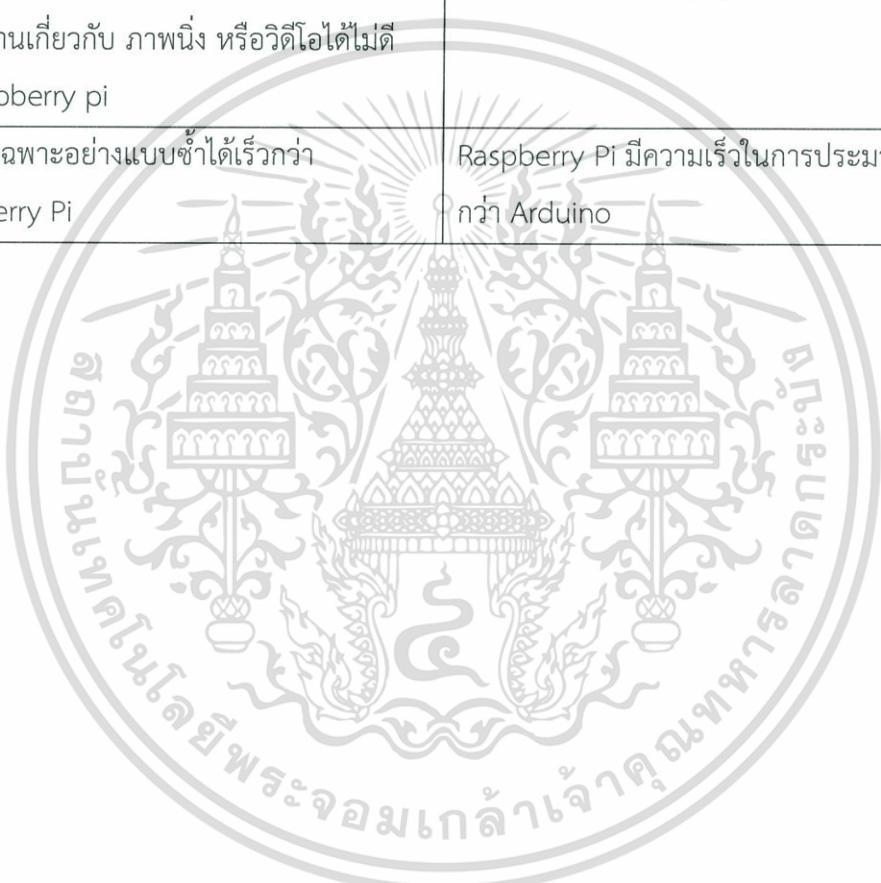 านเกี่ยวกับ ภาพนิ่ง หรือวิดีโอได้ไม่ดี
berry pi
ฉพาะอย่างแบบซ้ำได้เร็วกว่า
erry Pi
Raspberry Pi มีความเร็วในการประม
กว่า Arduino
สถาบันเทคโนโลยีพระจอมเกล้าเจ้าคุณทหารลาดกระบัง
๔